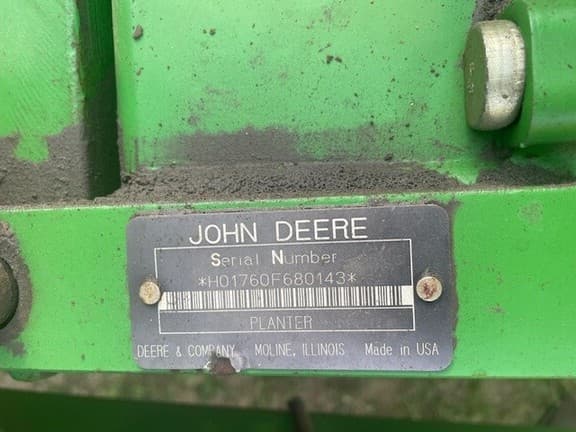 JOHN DEERE
Serial Number
*H01760F680143*
PLANTER
DEERE & COMPANY MOLINE, ILLINOIS Made in USA